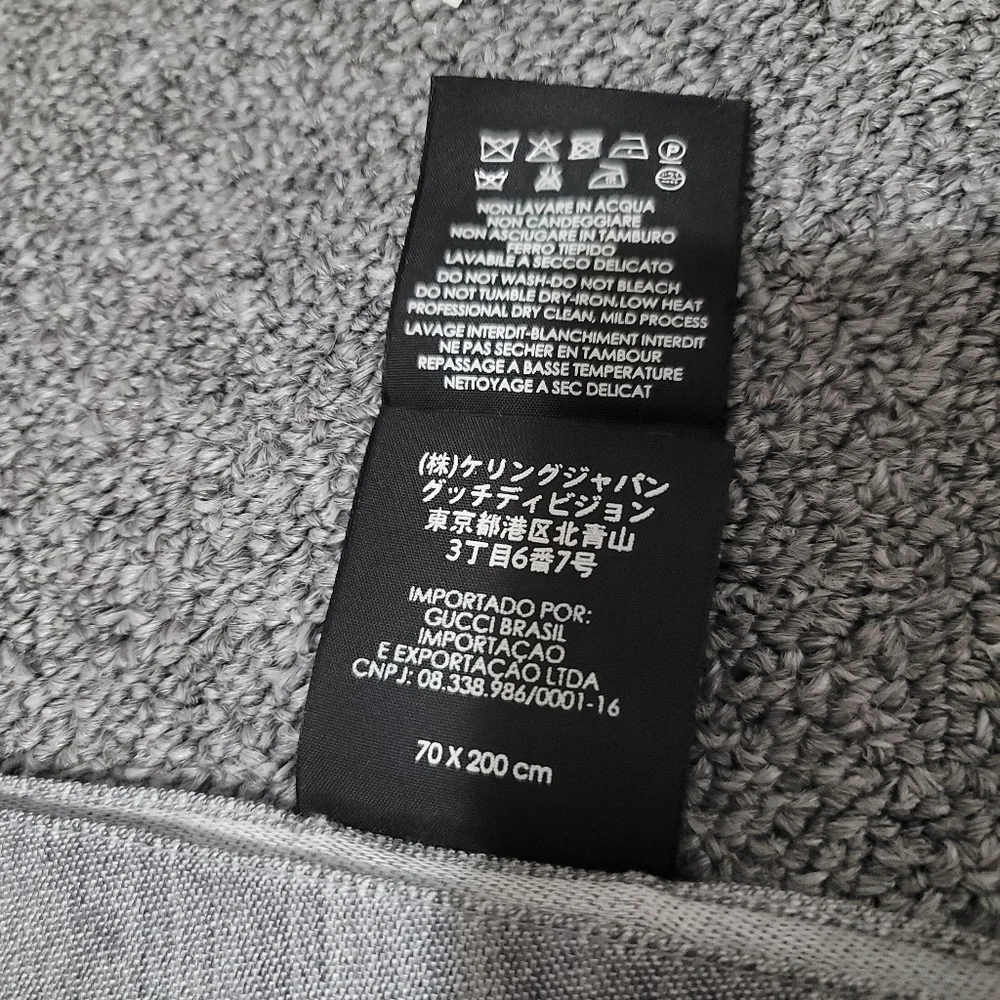 NON LAVARE IN ACQUA
NON CANDEGGIARE
NON ASCIUGARE IN TAMBURO
FERRO TIEPIDO
LAVABILE A SECCO DELICATO
DO NOT WASH-DO NOT BLEACH
DO NOT TUMBLE DRY-IRON, LOW HEAT
PROFESSIONAL DRY CLEAN, MILD PROCESS
LAVAGE INTERDIT-BLANCHIMENT INTERDIT
NE PAS SECHER EN TAMBOUR
REPASSAGE A BASSE TEMPERATURE
NETTOYAGE A SEC DELICAT
(株)ケリングジャパン
グッチディビジョン
東京都港区北青山
3丁目6番7号
IMPORTADO POR:
GUCCI BRASIL
IMPORTACAO
E EXPORTAÇÃO LTDA
CNPJ: 08.338.986/0001-16
70 X 200 cm